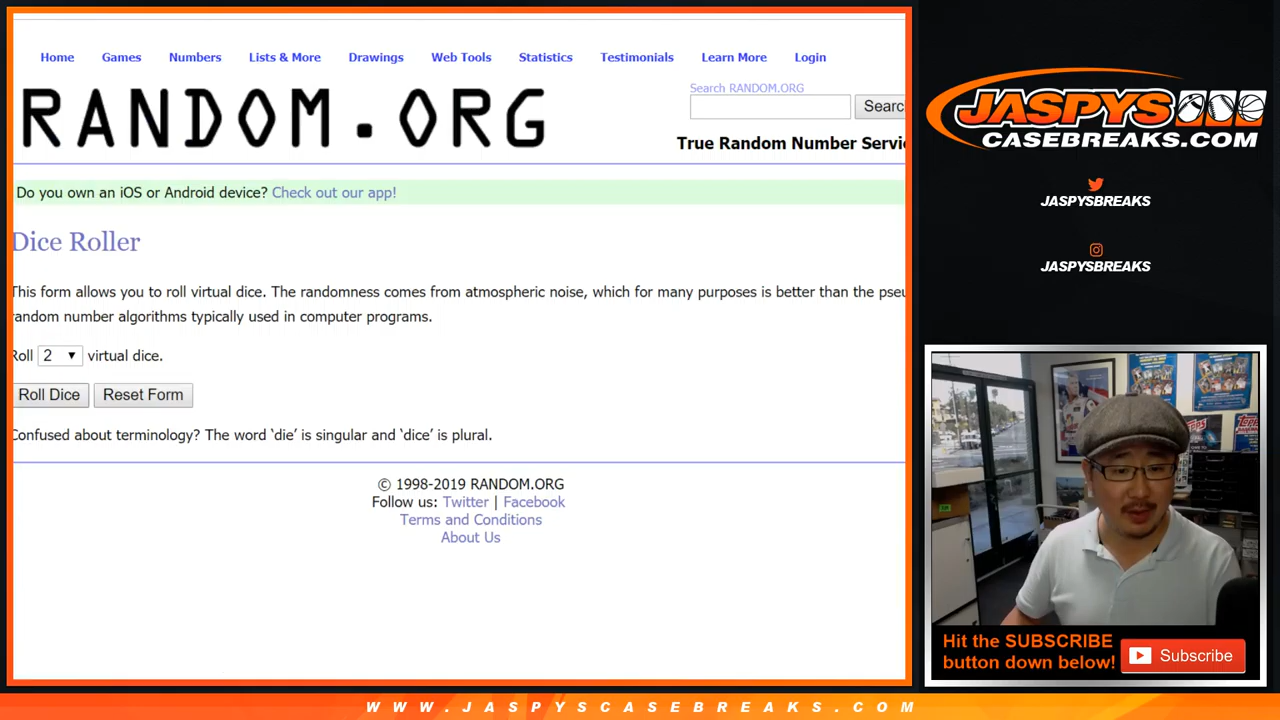 Home Games Numbers Lists & More Drawings Web Tools Statistics Testimonials Learn More Login
RANDOM.ORG
Search RANDOM.ORG
Searc
True Random Number Servi
Do you own an iOS or Android device? Check out our app!
Dice Roller
This form allows you to roll virtual dice. The randomness comes from atmospheric noise, which for many purposes is better than the pseu
random number algorithms typically used in computer programs.
Roll 2 virtual dice.
Roll Dice Reset Form
Confused about terminology? The word ‘die’ is singular and ‘dice’ is plural.
© 1998-2019 RANDOM.ORG
Follow us: Twitter | Facebook
Terms and Conditions
About Us
JASPYS
CASEBREAKS.COM
JASPYSBREAKS
JASPYSBREAKS
Hit the SUBSCRIBE
button down below!
Subscribe
WWW.JASPYSCASEBREAKS.COM